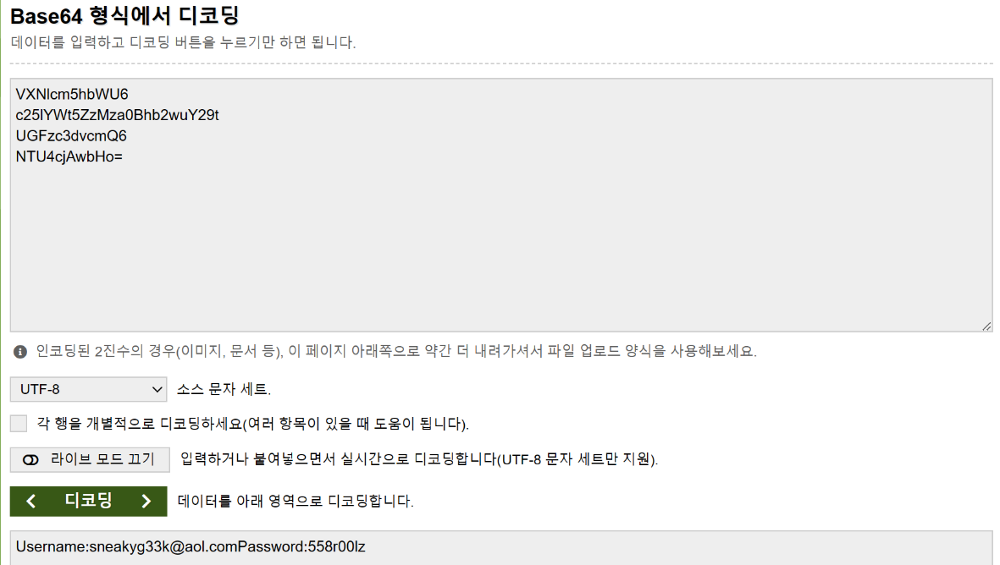 Base64 형식에서 디코딩
데이터를 입력하고 디코딩 버튼을 누르기만 하면 됩니다.
VXNlcm5hbWU6
c25lYWt5ZzMza0Bhb2wuY29t
UGFzc3dvcmQ6
NTU4cjAwbHo=
인코딩된 2진수의 경우(이미지, 문서 등), 이 페이지 아래쪽으로 약간 더 내려가셔서 파일 업로드 양식을 사용해보세요.
UTF-8 소스 문자 세트.
각 행을 개별적으로 디코딩하세요(여러 항목이 있을 때 도움이 됩니다).
라이브 모드 끄기 입력하거나 붙여넣으면서 실시간으로 디코딩합니다(UTF-8 문자 세트만 지원).
디코딩 데이터를 아래 영역으로 디코딩합니다.
Username:sneakyg33k@aol.comPassword:558r00lz